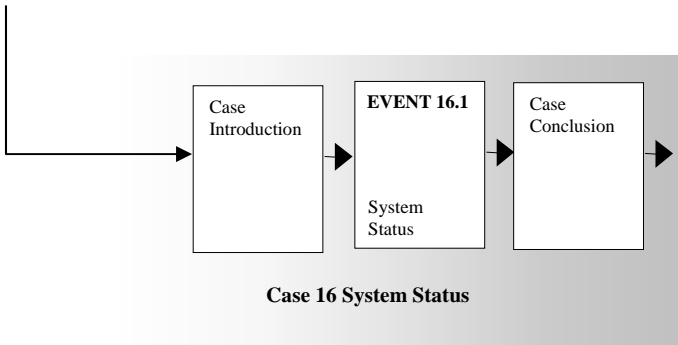 Case
Introduction
EVENT 16.1
System
Status
Case
Conclusion
Case 16 System Status